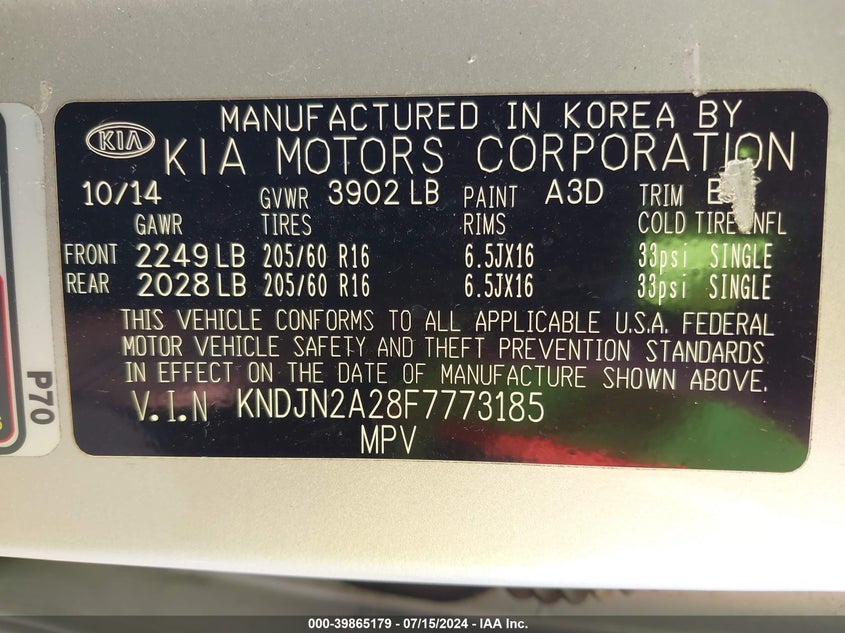 MANUFACTURED IN KOREA BY
KIA KIA MOTORS CORPORATION
10/14 GVWR 3902 LB PAINT A3D TRIM
GAWR TIRES RIMS COLD TIRE INFL
FRONT 2249 LB 205/60 R16 6.5JX16 33psi SINGLE
REAR 2028 LB 205/60 R16 6.5JX16 33psi SINGLE
THIS VEHICLE CONFORMS TO ALL APPLICABLE U.S.A. FEDERAL
MOTOR VEHICLE SAFETY AND THEFT PREVENTION STANDARDS
IN EFFECT ON THE DATE OF MANUFACTURE SHOWN ABOVE.
V.I.N KNDJN2A28F7773185
MPV
P70
000-39865179 - 07/15/2024 - IAA Inc.